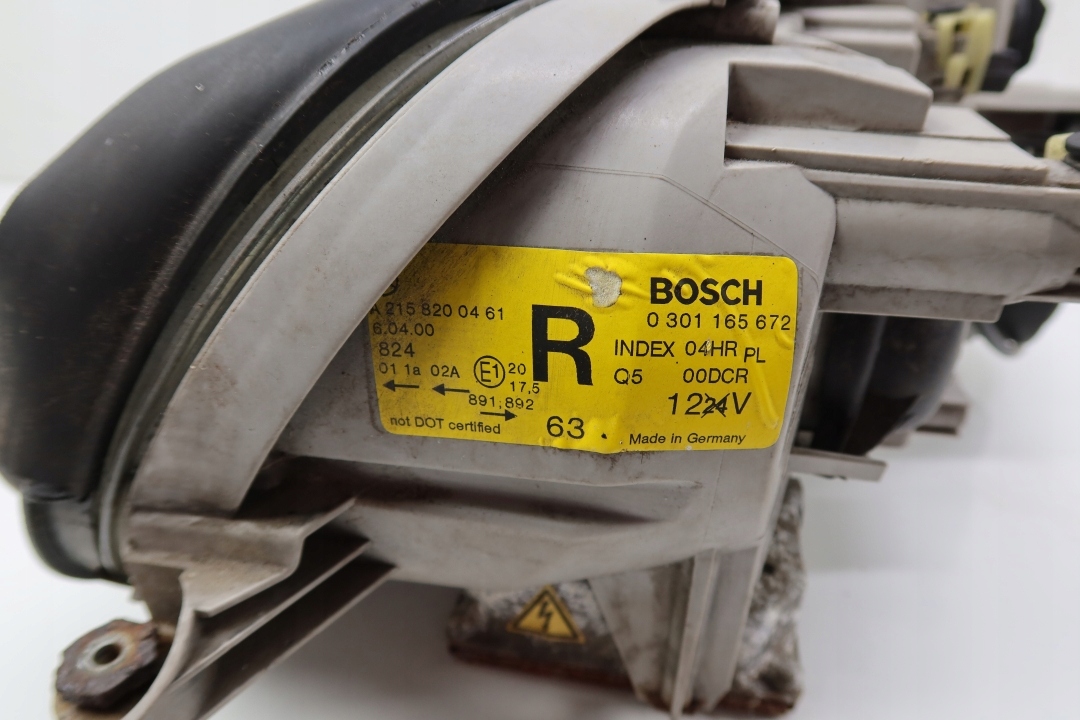 BOSCH
A 215 820 04 61
0 301 165 672
6.04.00
R
824
INDEX 04HR PL
01 1a 02A E1 20
17,5
Q5 00DCR
891,892
1224V
not DOT certified
63.
Made in Germany